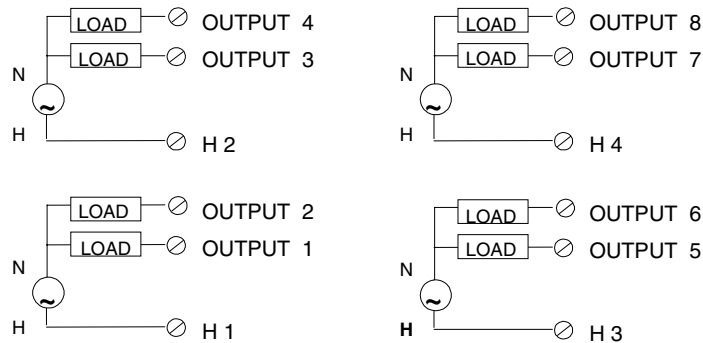 LOAD OUTPUT 4
LOAD OUTPUT 3
N
~
H
H 2
LOAD OUTPUT 8
LOAD OUTPUT 7
N
~
H
H 4
LOAD OUTPUT 2
LOAD OUTPUT 1
N
~
H
H 1
LOAD OUTPUT 6
LOAD OUTPUT 5
N
~
H
H 3